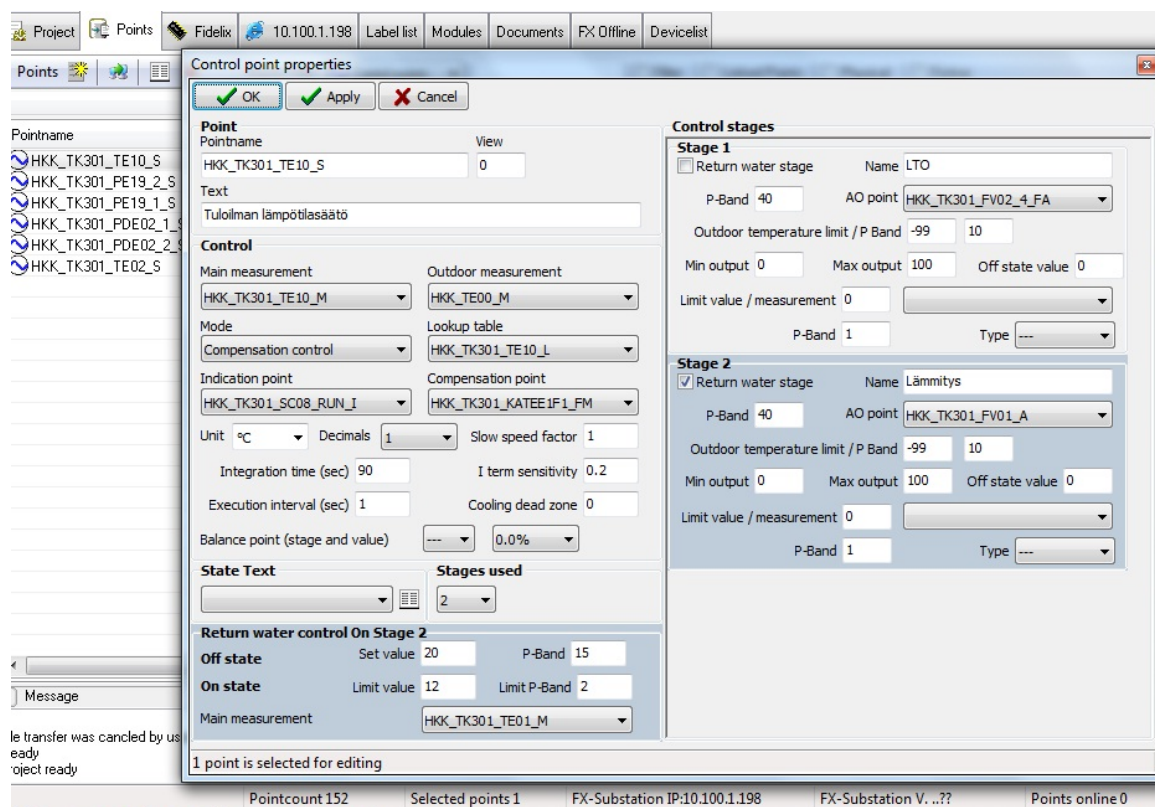 Project Points Fidelix 10.100.1.198 Label list Modules Documents FX Offline Devicelist
Points
Control point properties
OK Apply Cancel
Pointname
HKK_TK301_TE10_S
HKK_TK301_PE19_2_S
HKK_TK301_PE19_1_S
HKK_TK301_PDE02_1_S
HKK_TK301_PDE02_2_S
HKK_TK301_TE02_S
Point
Pointname View
HKK_TK301_TE10_S 0
Text
Tuloilman lämpötilasäätö
Control
Main measurement Outdoor measurement
HKK_TK301_TE10_M HKK_TE00_M
Mode Lookup table
Compensation control HKK_TK301_TE10_L
Indication point Compensation point
HKK_TK301_SC08_RUN_I HKK_TK301_KATEE1F1_FM
Unit °C Decimals 1 Slow speed factor 1
Integration time (sec) 90 I term sensitivity 0.2
Execution interval (sec) 1 Cooling dead zone 0
Balance point (stage and value) --- 0.0%
State Text Stages used
2
Return water control On Stage 2
Off state Set value 20 P-Band 15
On state Limit value 12 Limit P-Band 2
Main measurement HKK_TK301_TE01_M
Control stages
Stage 1
Return water stage Name LTO
P-Band 40 AO point HKK_TK301_FV02_4_FA
Outdoor temperature limit / P Band -99 10
Min output 0 Max output 100 Off state value 0
Limit value / measurement 0
P-Band 1 Type ---
Stage 2
Return water stage Name Lämmitys
P-Band 40 AO point HKK_TK301_FV01_A
Outdoor temperature limit / P Band -99 10
Min output 0 Max output 100 Off state value 0
Limit value / measurement 0
P-Band 1 Type ---
1 point is selected for editing
Message
le transfer was cancled by us
eady
roject ready
Pointcount 152 Selected points 1 FX-Substation IP:10.100.1.198 FX-Substation V. ..?? Points online 0